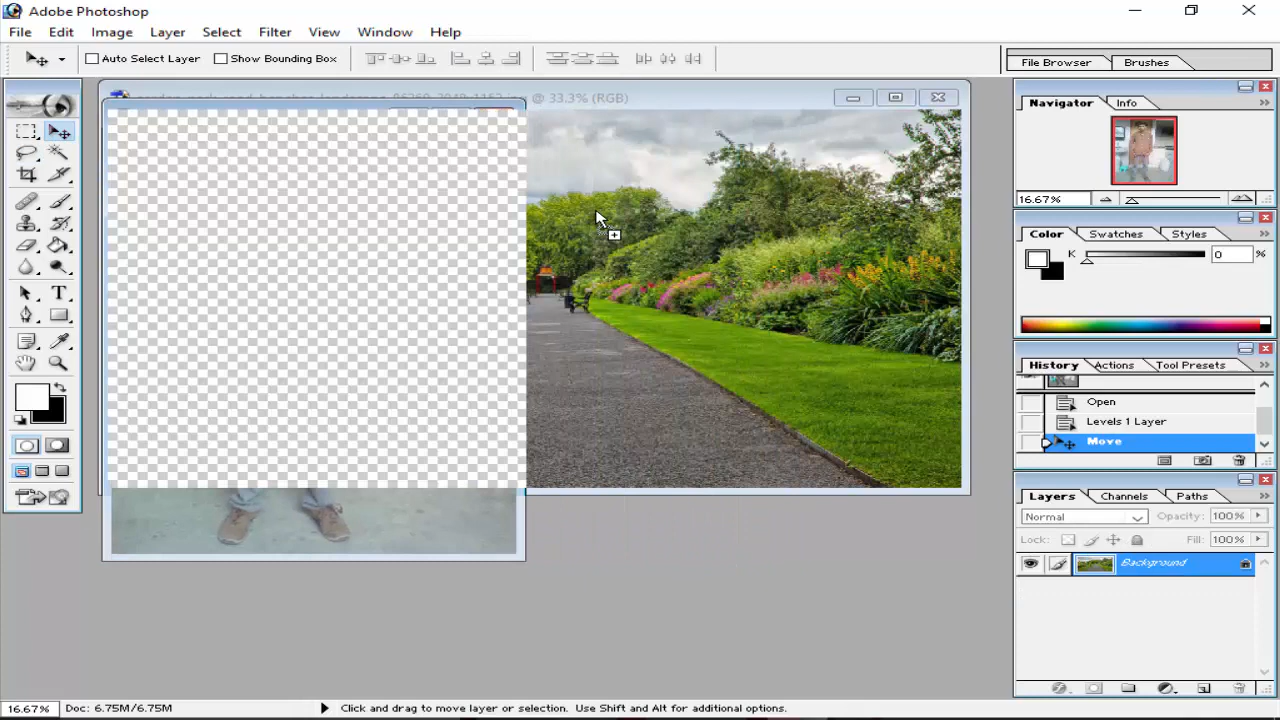 Adobe Photoshop
File Edit Image Layer Select Filter View Window Help
Auto Select Layer Show Bounding Box
File Browser Brushes
@ 33.3% (RGB)
Navigator Info
16.67%
Color Swatches Styles
K 0 %
History Actions Tool Presets
Open
Levels 1 Layer
Move
Layers Channels Paths
Normal Opacity: 100%
Lock: Fill: 100%
Background
16.67% Doc: 6.75M/6.75M Click and drag to move layer or selection. Use Shift and Alt for additional options.